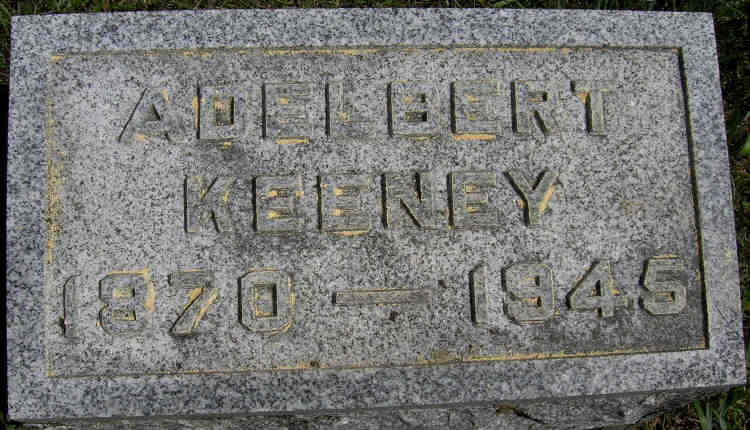 ADELBERT
KEENEY
1870 — 1945